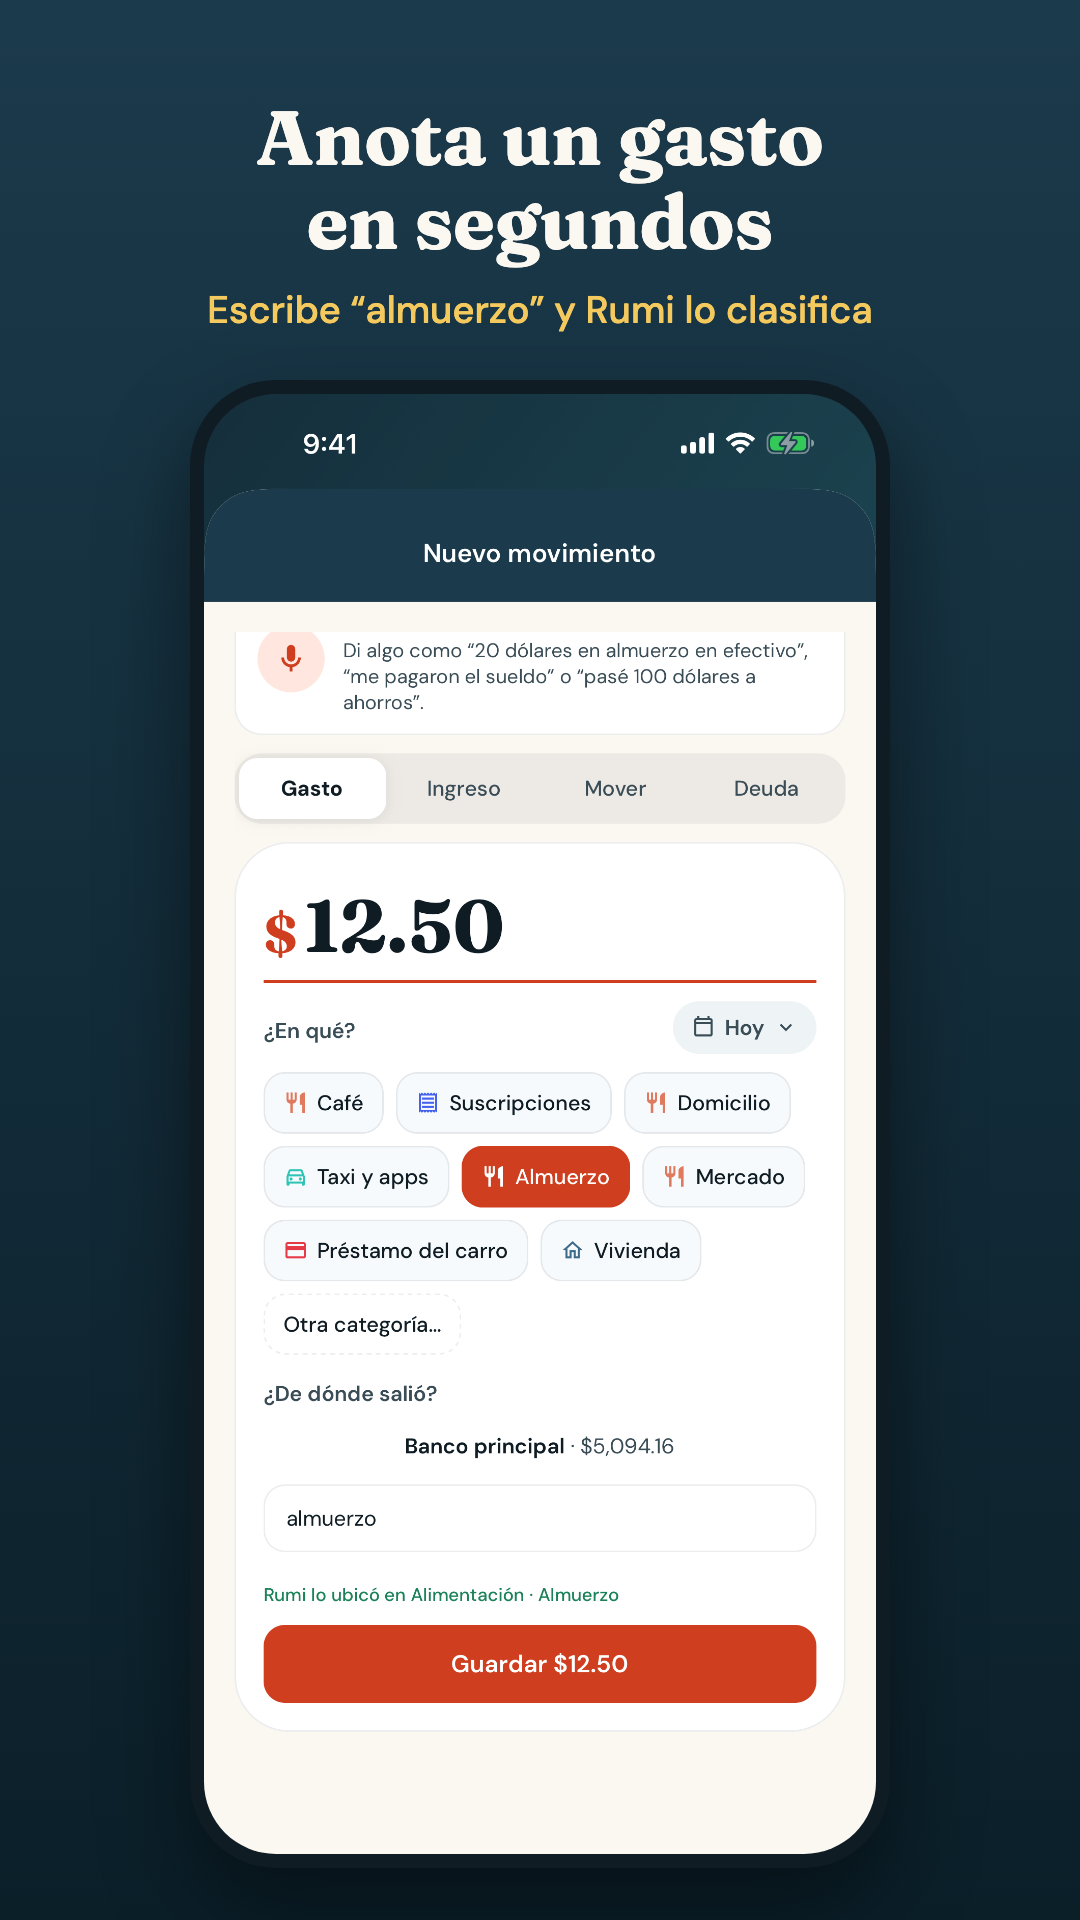 Anota un gasto
en segundos
Escribe “almuerzo” y Rumi lo clasifica
9:41
Nuevo movimiento
Di algo como “20 dólares en almuerzo en efectivo”,
“me pagaron el sueldo” o “pasé 100 dólares a
ahorros”.
Gasto Ingreso Mover Deuda
$12.50
¿En qué? Hoy
Café Suscripciones Domicilio
Taxi y apps Almuerzo Mercado
Préstamo del carro Vivienda
Otra categoría...
¿De dónde salió?
Banco principal · $5,094.16
almuerzo
Rumi lo ubicó en Alimentación · Almuerzo
Guardar $12.50